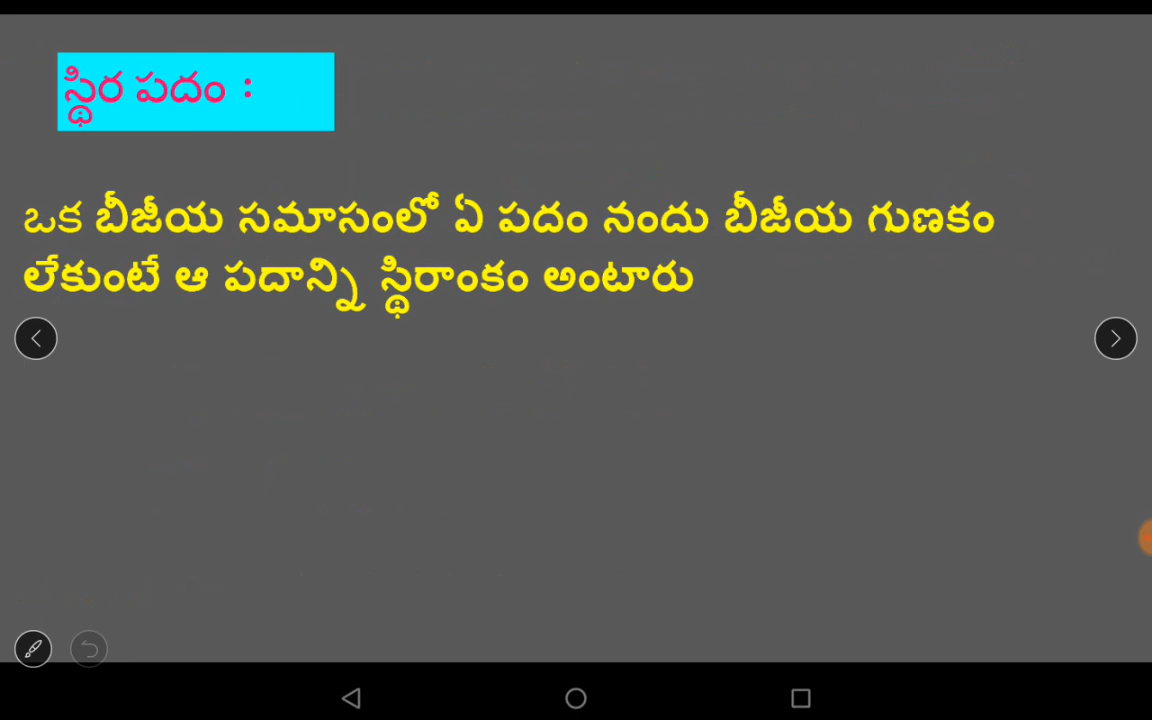 స్థిర పదం :
ఒక బీజీయ సమాసంలో ఏ పదం నందు బీజీయ గుణకం
లేకుంటే ఆ పదాన్ని స్థిరాంకం అంటారు